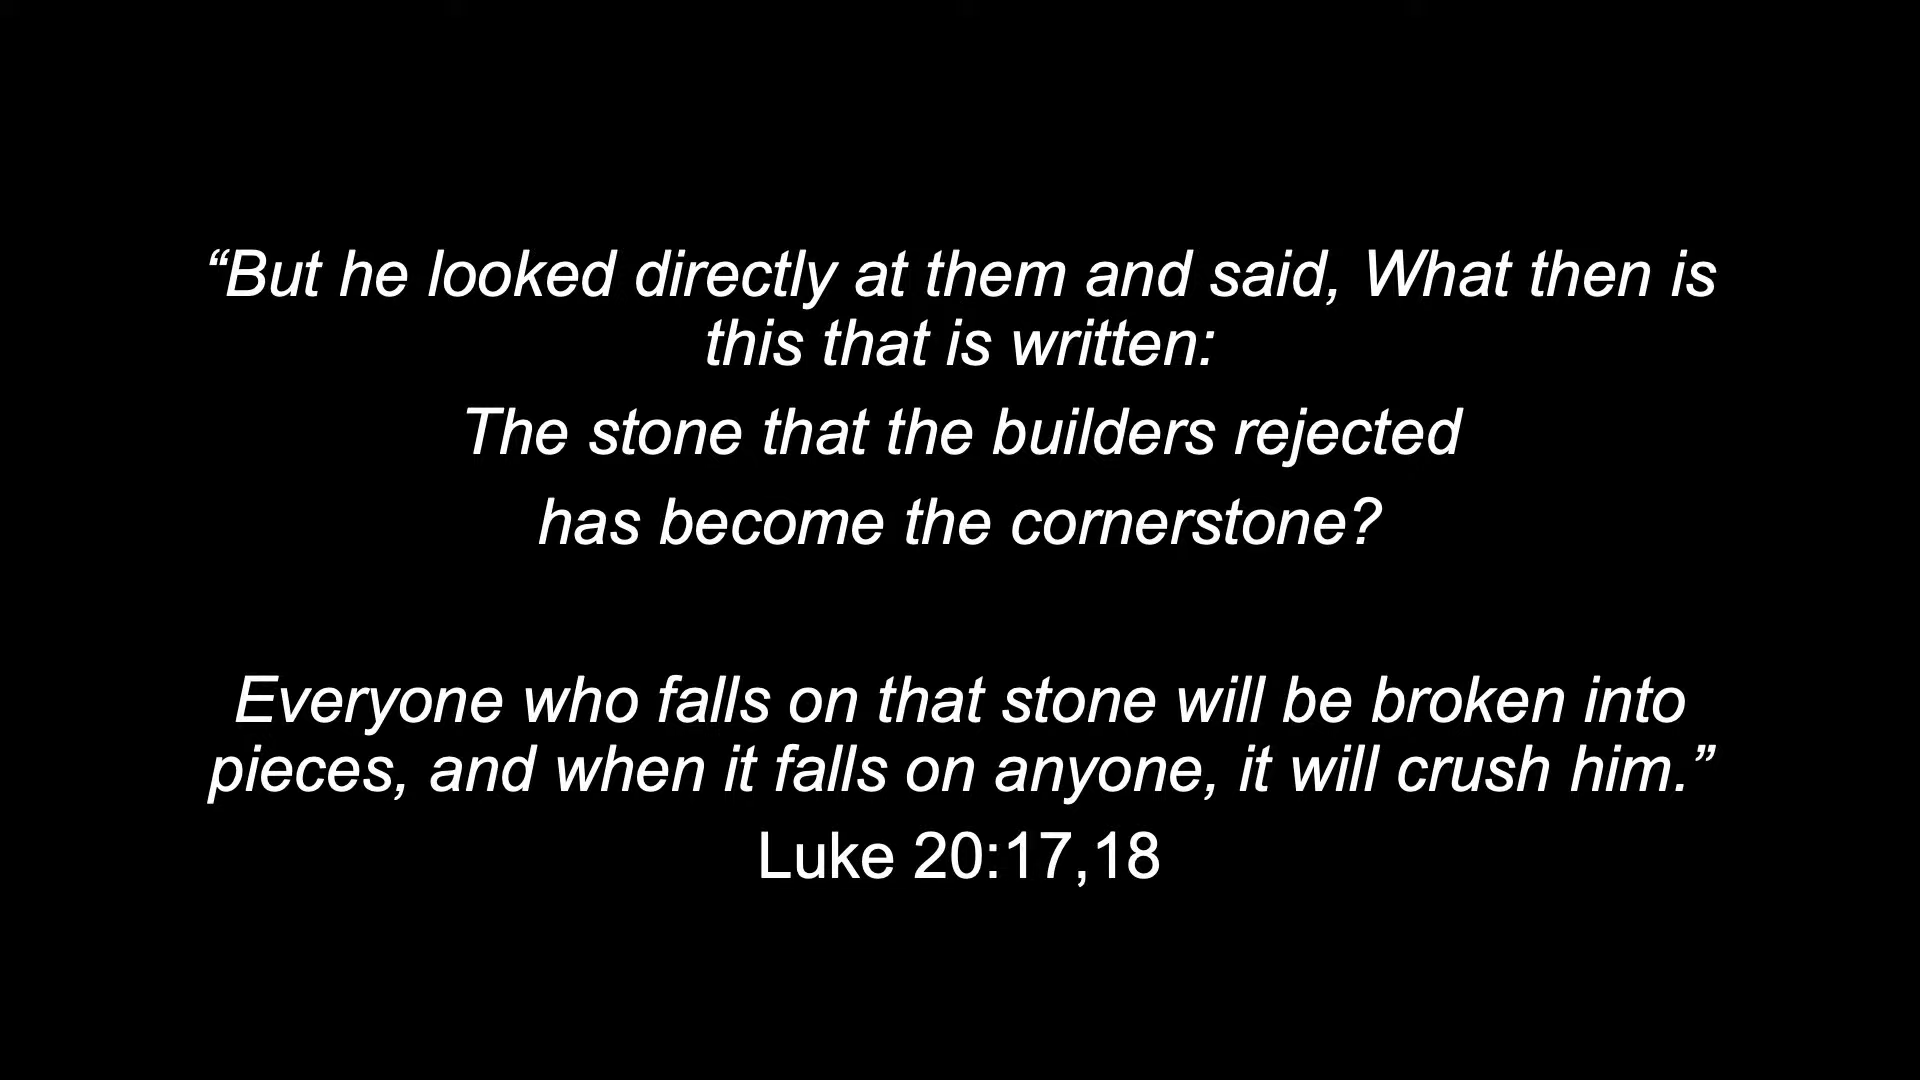 “But he looked directly at them and said, What then is
this that is written:
The stone that the builders rejected
has become the cornerstone?
Everyone who falls on that stone will be broken into
pieces, and when it falls on anyone, it will crush him.”
Luke 20:17,18